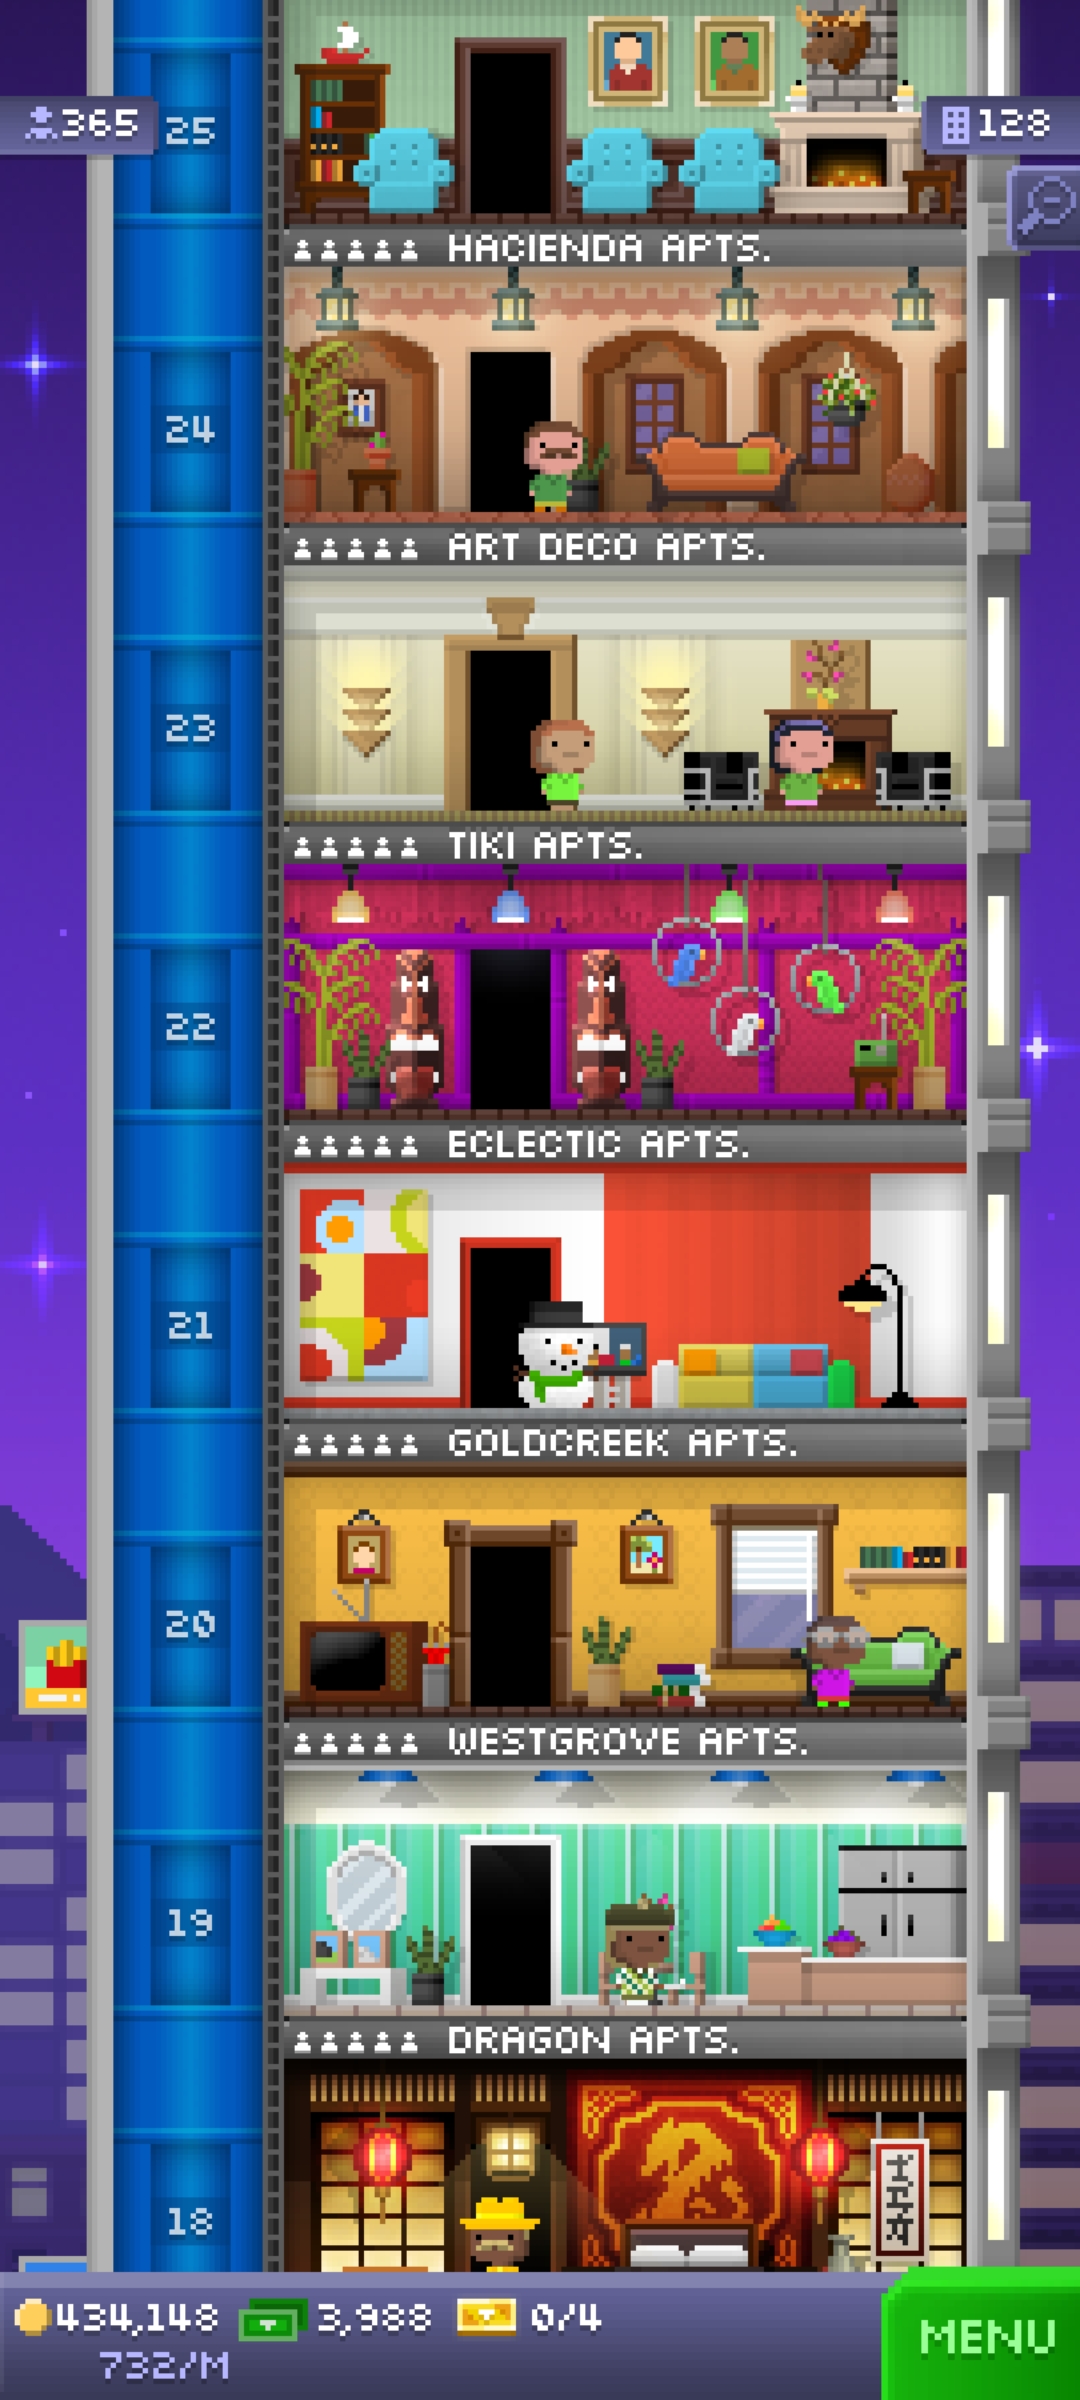 365
25
128
HACIENDA APTS.
24
ART DECO APTS.
23
TIKI APTS.
22
ECLECTIC APTS.
21
GOLDCREEK APTS.
20
WESTGROVE APTS.
19
DRAGON APTS.
18
434,148 3,988 0/4
732/M
MENU